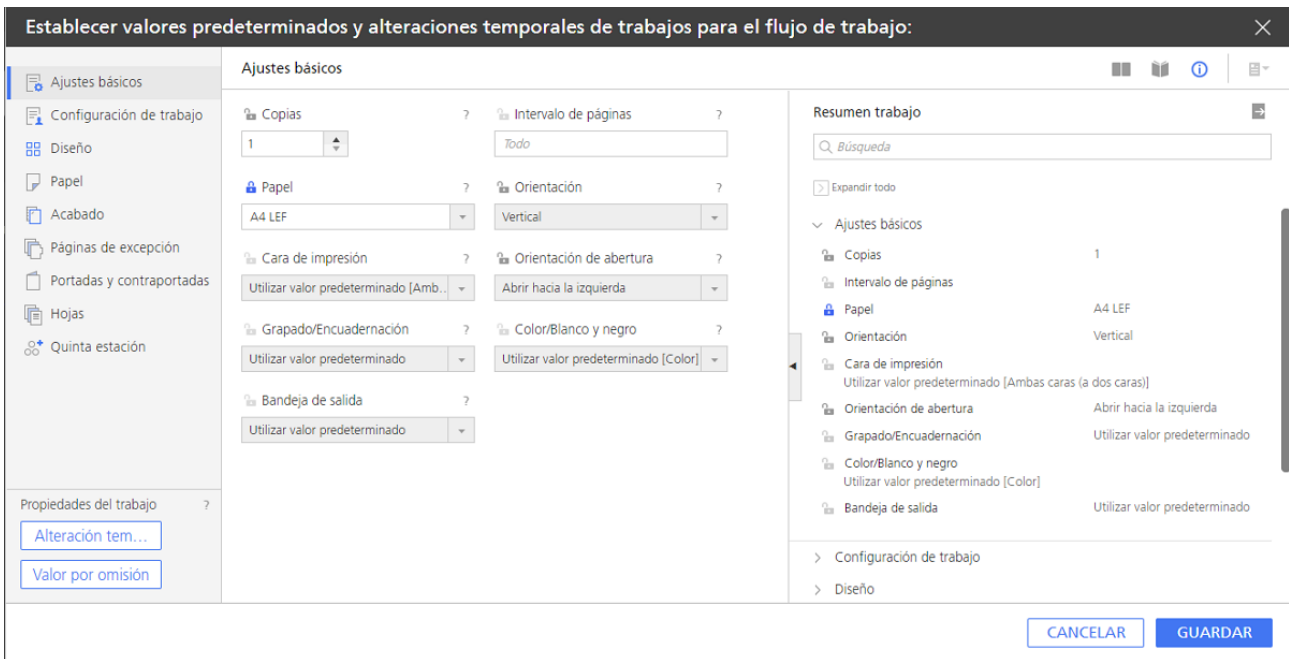 Establecer valores predeterminados y alteraciones temporales de trabajos para el flujo de trabajo:
Ajustes básicos
Configuración de trabajo
Diseño
Papel
Acabado
Páginas de excepción
Portadas y contraportadas
Hojas
Quinta estación
Propiedades del trabajo ?
Alteración tem...
Valor por omisión
Ajustes básicos
Copias ?
1
Intervalo de páginas ?
Todo
Papel ?
A4 LEF
Orientación ?
Vertical
Cara de impresión ?
Utilizar valor predeterminado [Amb..
Orientación de abertura ?
Abrir hacia la izquierda
Grapado/Encuadernación ?
Utilizar valor predeterminado
Color/Blanco y negro ?
Utilizar valor predeterminado [Color]
Bandeja de salida ?
Utilizar valor predeterminado
Resumen trabajo
Búsqueda
Expandir todo
Ajustes básicos
Copias 1
Intervalo de páginas
Papel A4 LEF
Orientación Vertical
Cara de impresión
Utilizar valor predeterminado [Ambas caras (a dos caras)]
Orientación de abertura Abrir hacia la izquierda
Grapado/Encuadernación Utilizar valor predeterminado
Color/Blanco y negro
Utilizar valor predeterminado [Color]
Bandeja de salida Utilizar valor predeterminado
Configuración de trabajo
Diseño
CANCELAR
GUARDAR